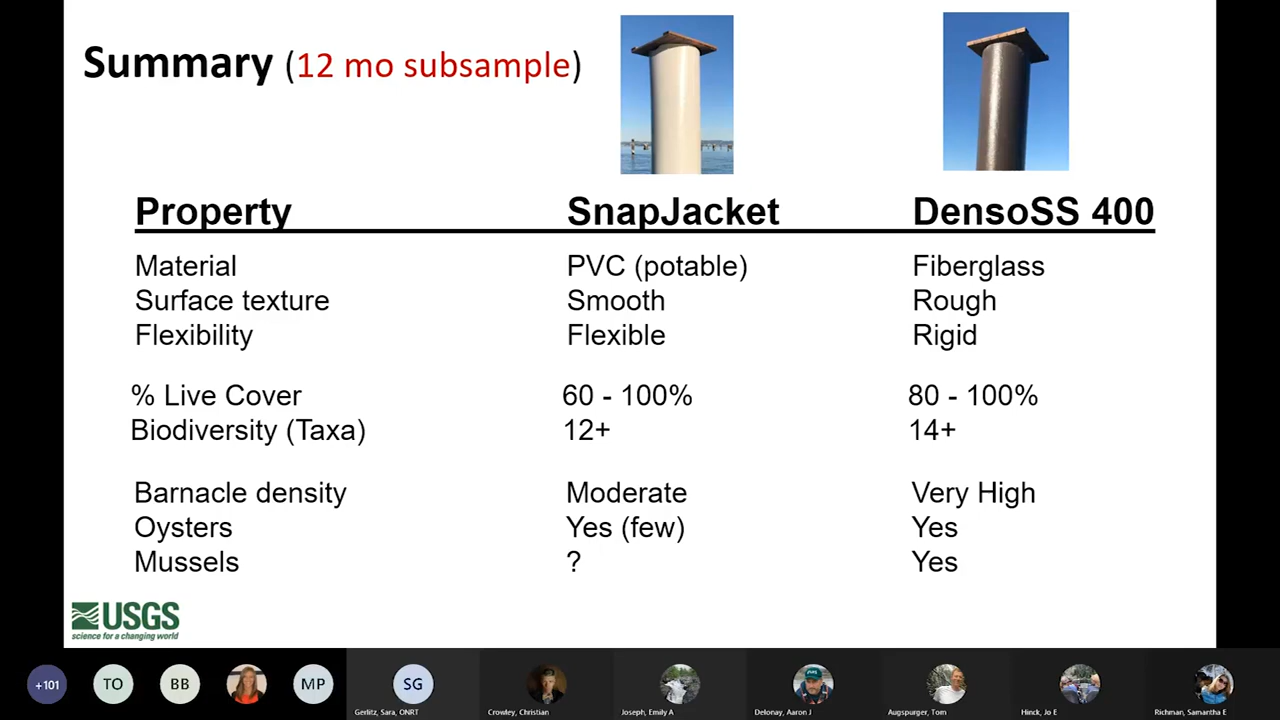 Summary (12 mo subsample)
Property SnapJacket DensoSS 400
Material PVC (potable) Fiberglass
Surface texture Smooth Rough
Flexibility Flexible Rigid
% Live Cover 60 - 100% 80 - 100%
Biodiversity (Taxa) 12+ 14+
Barnacle density Moderate Very High
Oysters Yes (few) Yes
Mussels ? Yes
USGS
science for a changing world
+101 TO BB MP SG
Gerlitz, Sara, ONRT Crowley, Christian Joseph, Emily A Delonay, Aaron J Augspurger, Tom Hinck, Jo E Richman, Samantha E